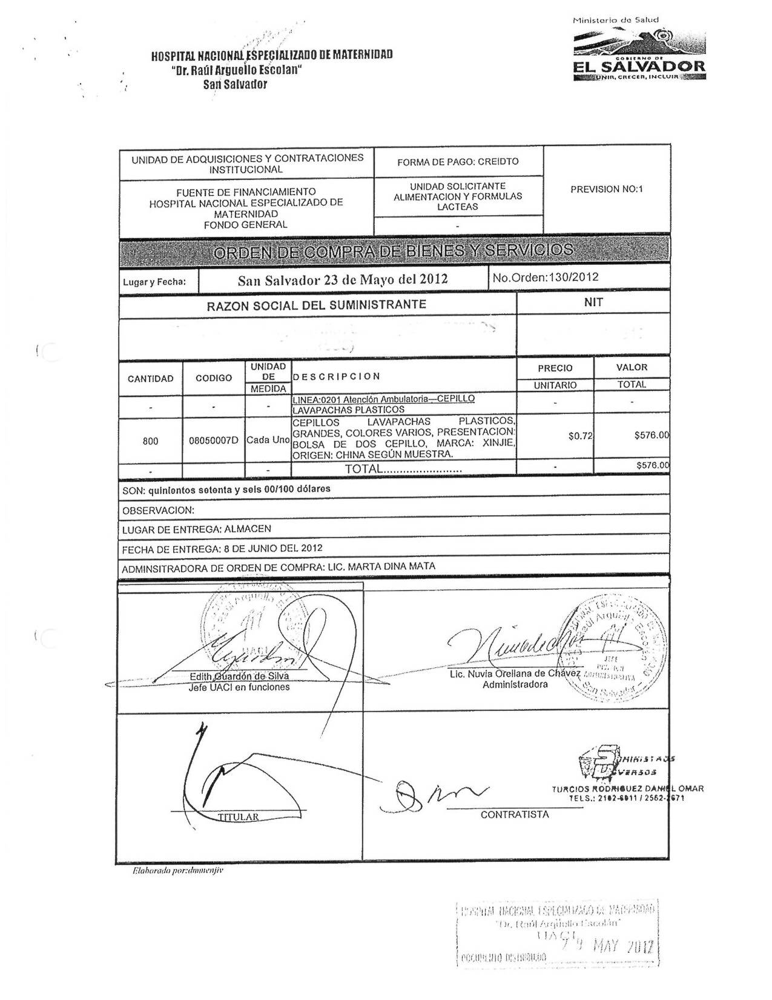 Ministerio de Salud
GOBIERNO DE
EL SALVADOR
UNIR, CRECER, INCLUIR
HOSPITAL NACIONAL ESPECIALIZADO DE MATERNIDAD
"Dr. Raúl Arguello Escolan"
San Salvador
UNIDAD DE ADQUISICIONES Y CONTRATACIONES
INSTITUCIONAL
FORMA DE PAGO: CREIDTO
PREVISION NO:1
FUENTE DE FINANCIAMIENTO
HOSPITAL NACIONAL ESPECIALIZADO DE
MATERNIDAD
FONDO GENERAL
UNIDAD SOLICITANTE
ALIMENTACION Y FORMULAS
LACTEAS
-
ORDEN DE COMPRA DE BIENES Y SERVICIOS
Lugar y Fecha:
San Salvador 23 de Mayo del 2012
No.Orden:130/2012
RAZON SOCIAL DEL SUMINISTRANTE
NIT
CANTIDAD
CODIGO
UNIDAD
DE
MEDIDA
DESCRIPCION
PRECIO
UNITARIO
VALOR
TOTAL
- - -
LINEA:0201 Atención Ambulatoria—CEPILLO
LAVAPACHAS PLASTICOS
- -
800
08050007D
Cada Uno
CEPILLOS LAVAPACHAS PLASTICOS,
GRANDES, COLORES VARIOS, PRESENTACION:
BOLSA DE DOS CEPILLO, MARCA: XINJIE,
ORIGEN: CHINA SEGÚN MUESTRA.
$0.72
$576.00
- -
TOTAL........................
-
$576.00
SON: quinientos setenta y seis 00/100 dólares
OBSERVACION:
LUGAR DE ENTREGA: ALMACEN
FECHA DE ENTREGA: 8 DE JUNIO DEL 2012
ADMINSITRADORA DE ORDEN DE COMPRA: LIC. MARTA DINA MATA
Edith Guardón de Silva
Jefe UACI en funciones
Lic. Nuvia Orellana de Chávez
Administradora
JEFE
ADMINISTRATIVA
San Salvador
TITULAR
SUMINISTROS
DIVERSOS
TURCIOS RODRIGUEZ DANIEL OMAR
TELS.: 2102-6011 / 2562-2671
CONTRATISTA
Elaborado por:dmmenjiv
HOSPITAL NACIONAL ESPECIALIZADO DE MATERNIDAD
"Dr. Raúl Argüello Escolán"
UACI
MAY 2012
DOCUMENTO DISTRIBUIDO